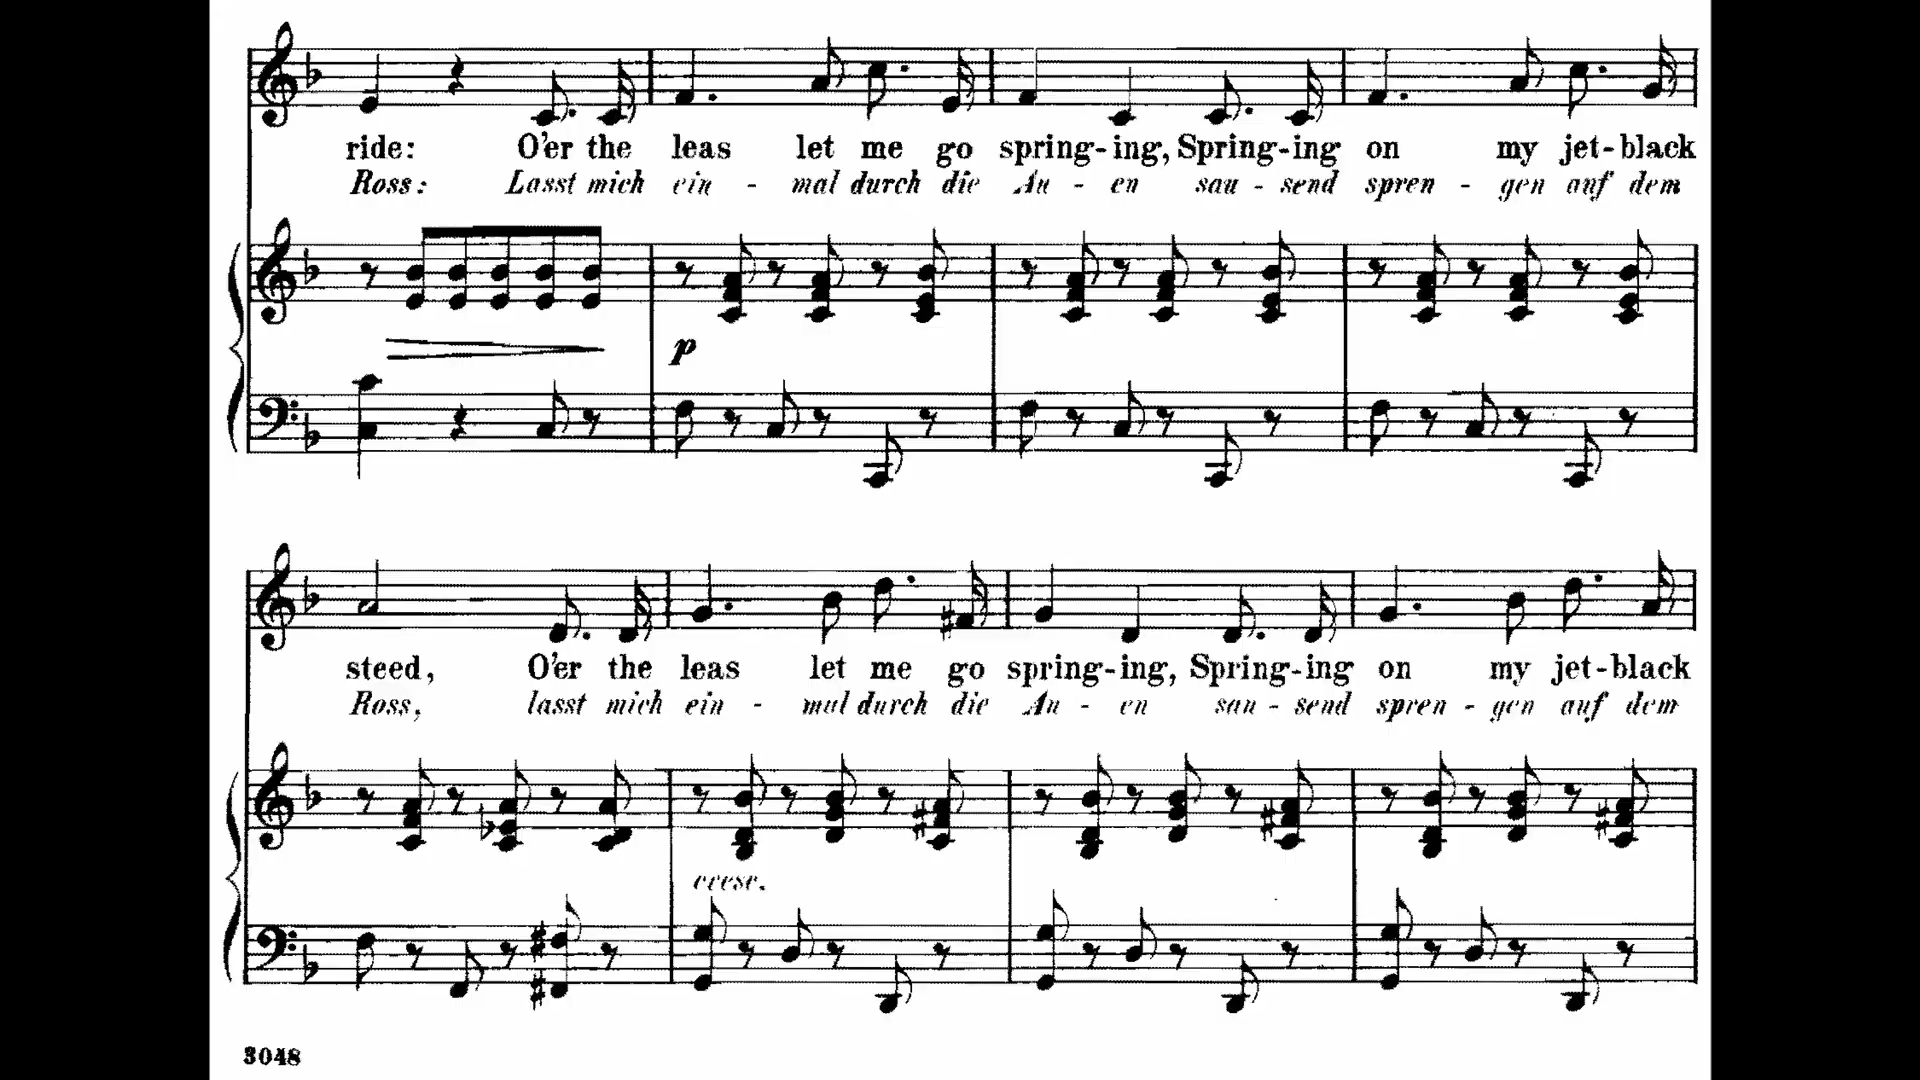 ride: O'er the leas let me go spring-ing, Spring-ing on my jet-black
Ross: Lasst mich ein - mal durch die Au - en sau - send spren - gen auf dem
p
steed, O'er the leas let me go spring-ing, Spring-ing on my jet-black
Ross, lasst mich ein - mal durch die Au - en sau - send spren - gen auf dem
cresc.
3048